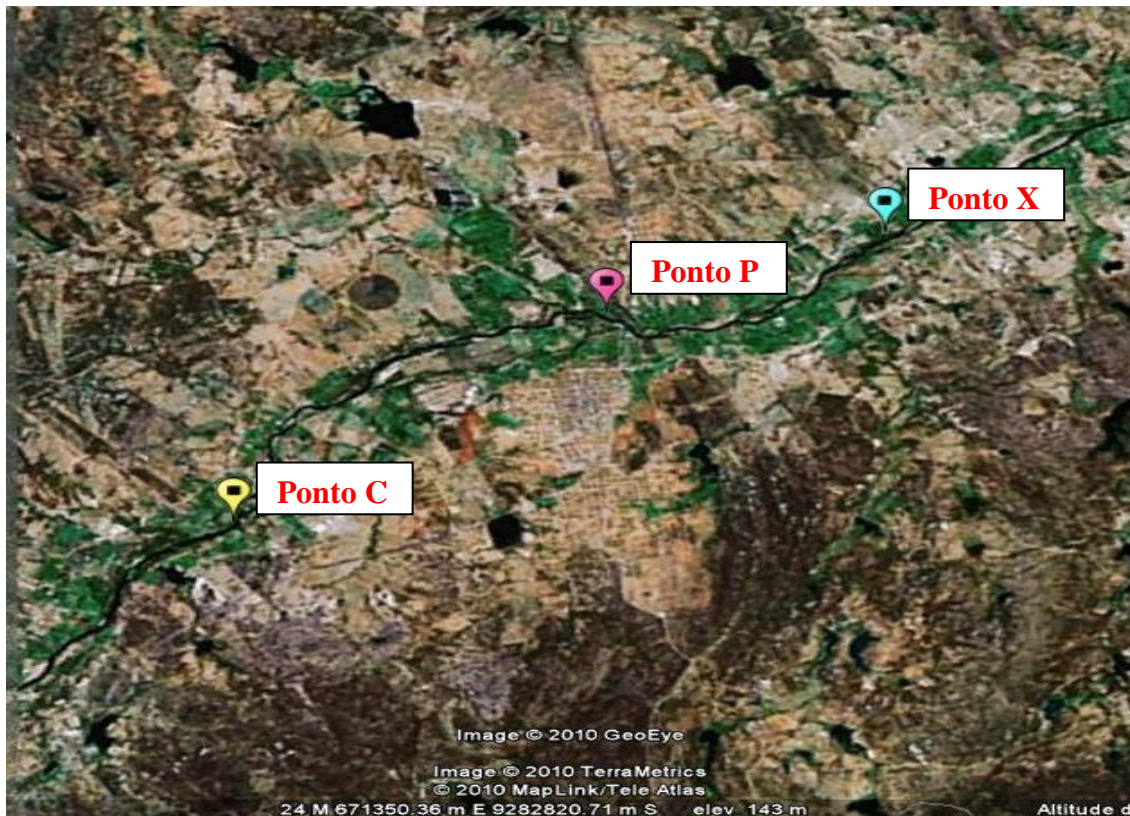 Ponto X
Ponto P
Ponto C
Image © 2010 GeoEye
Image © 2010 TerraMetrics
© 2010 MapLink/Tele Atlas
24 M 671350.36 m E 9282820.71 m S elev 143 m Altitude d